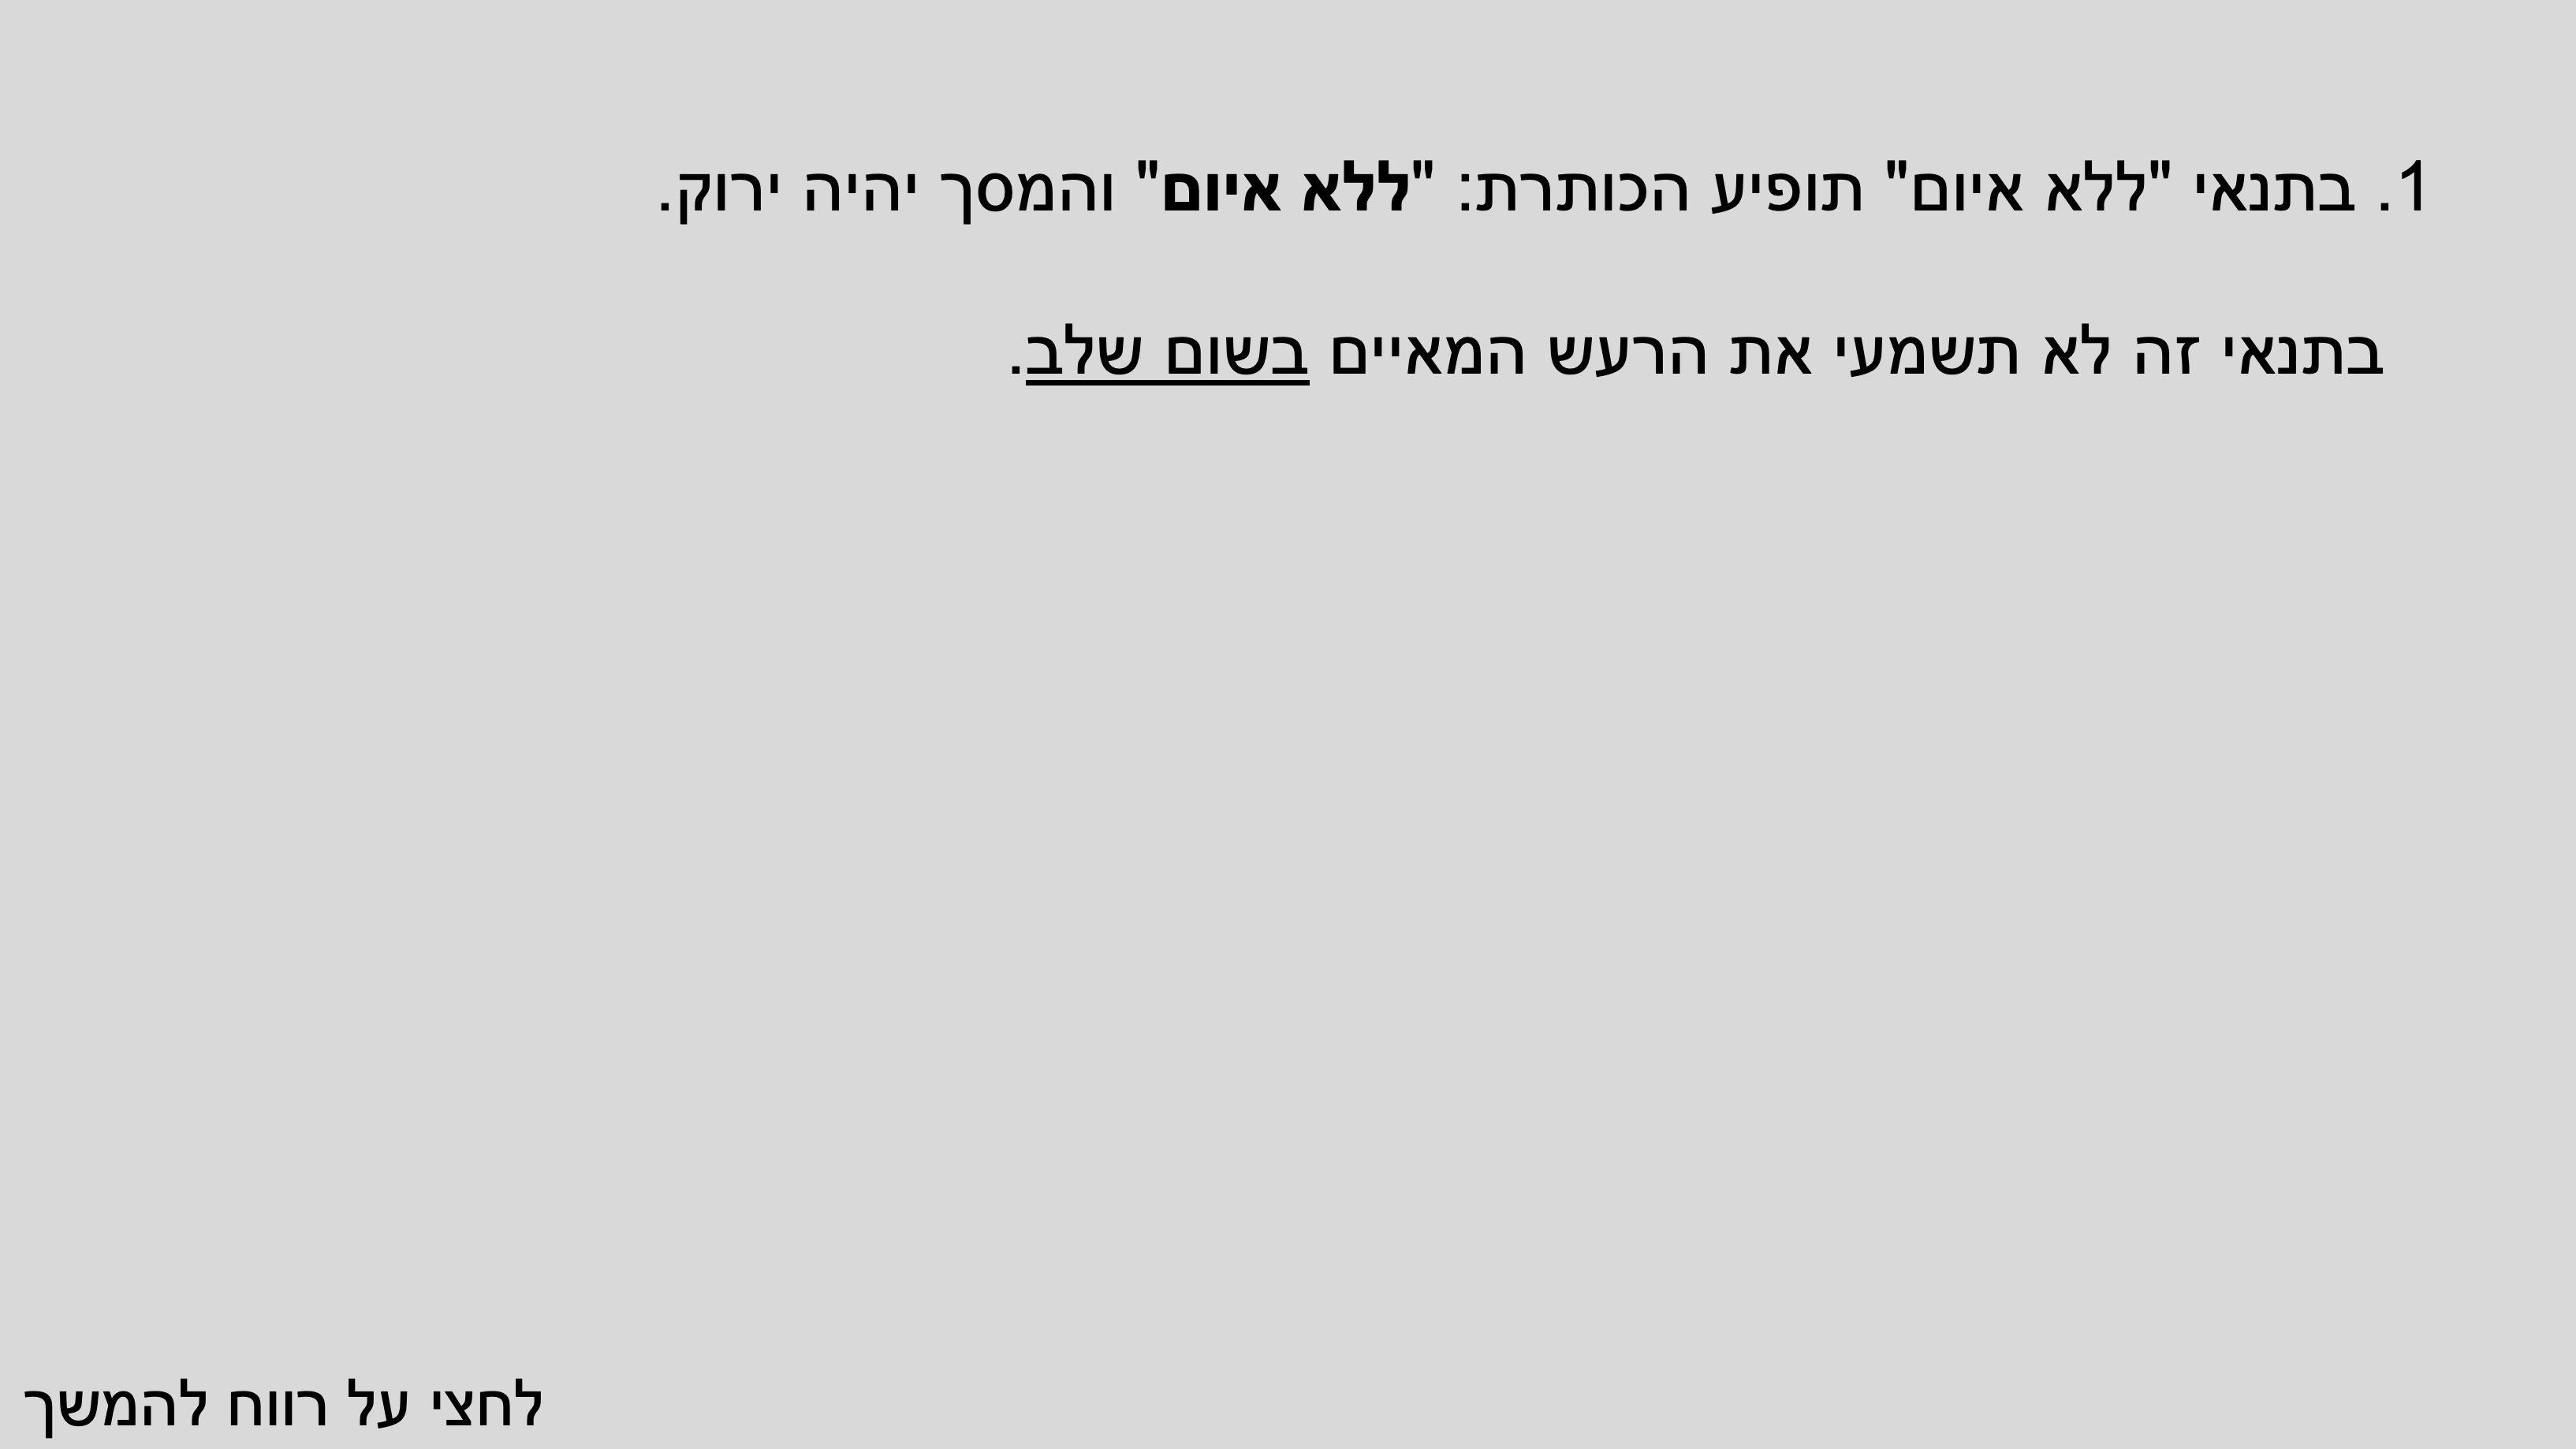 1. בתנאי "ללא איום" תופיע הכותרת: "ללא איום" והמסך יהיה ירוק.
בתנאי זה לא תשמעי את הרעש המאיים בשום שלב.
לחצי על רווח להמשך